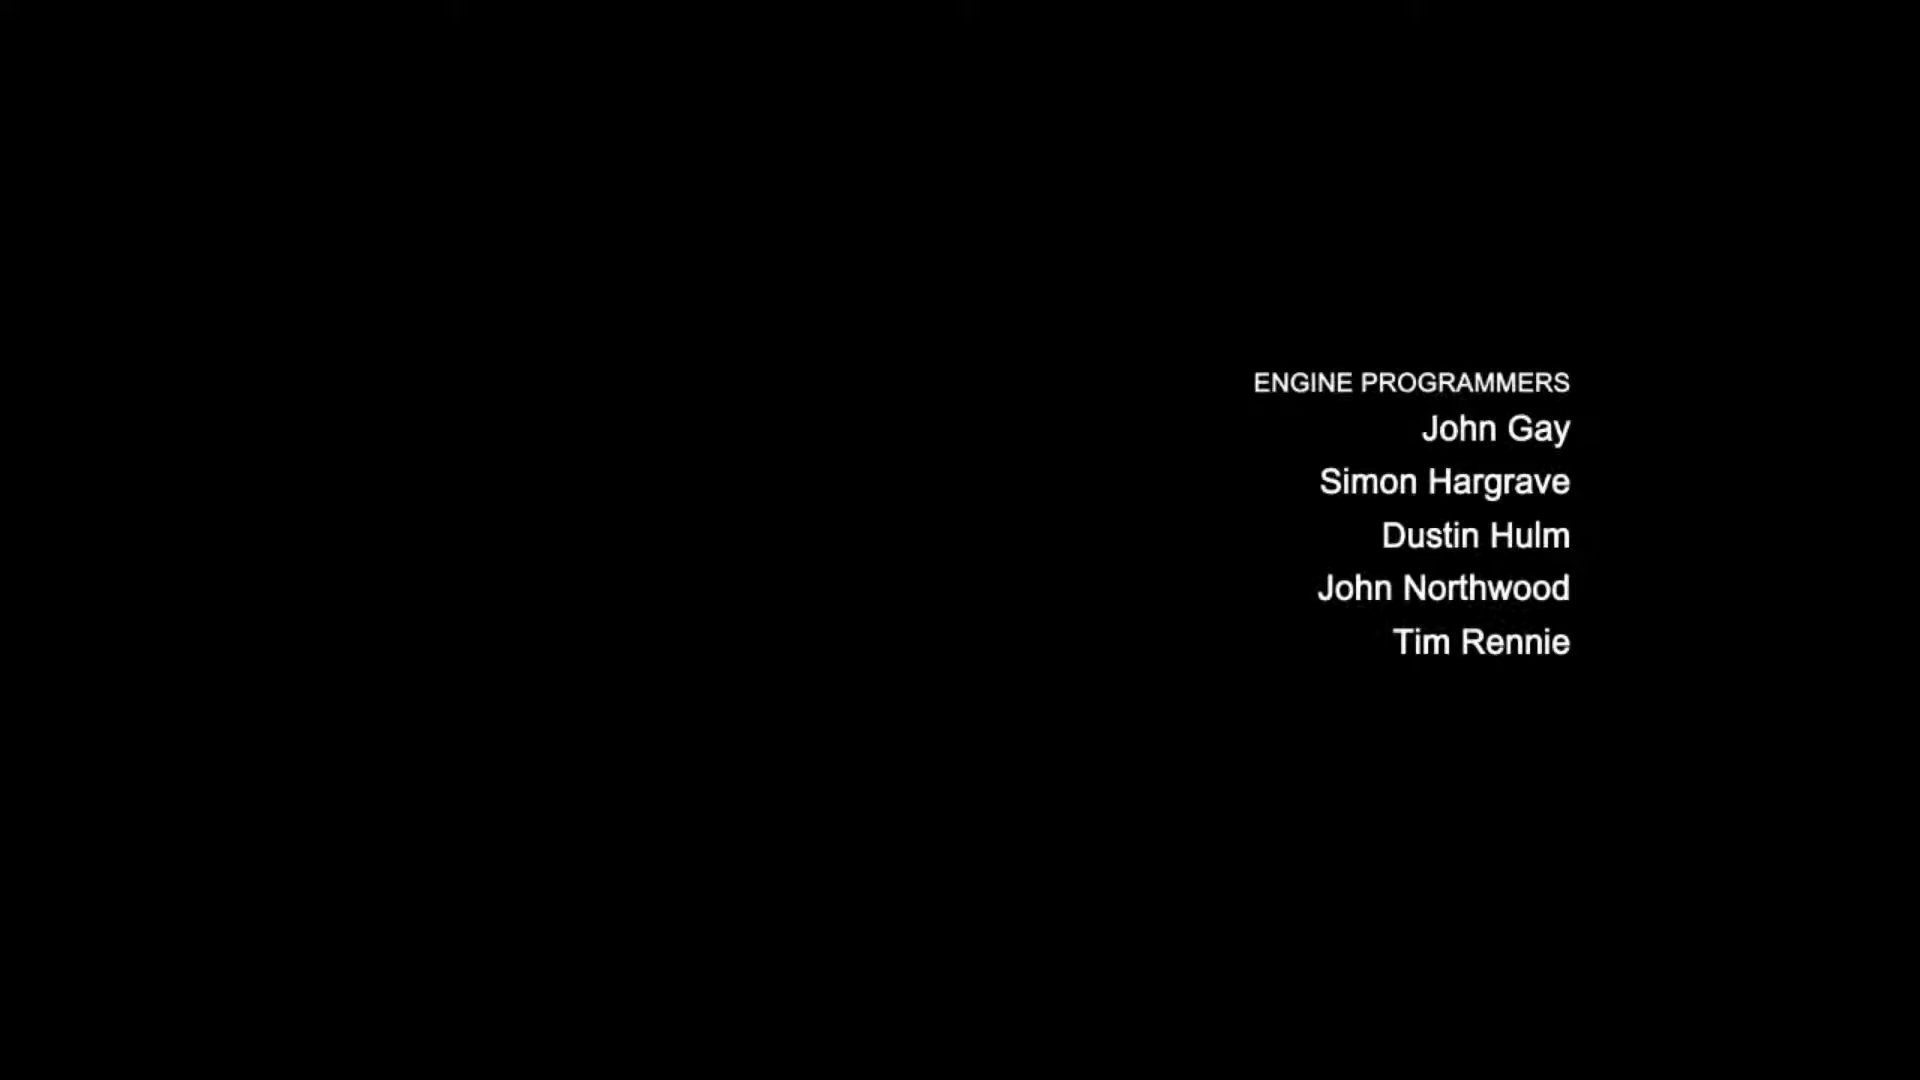 ENGINE PROGRAMMERS
John Gay
Simon Hargrave
Dustin Hulm
John Northwood
Tim Rennie